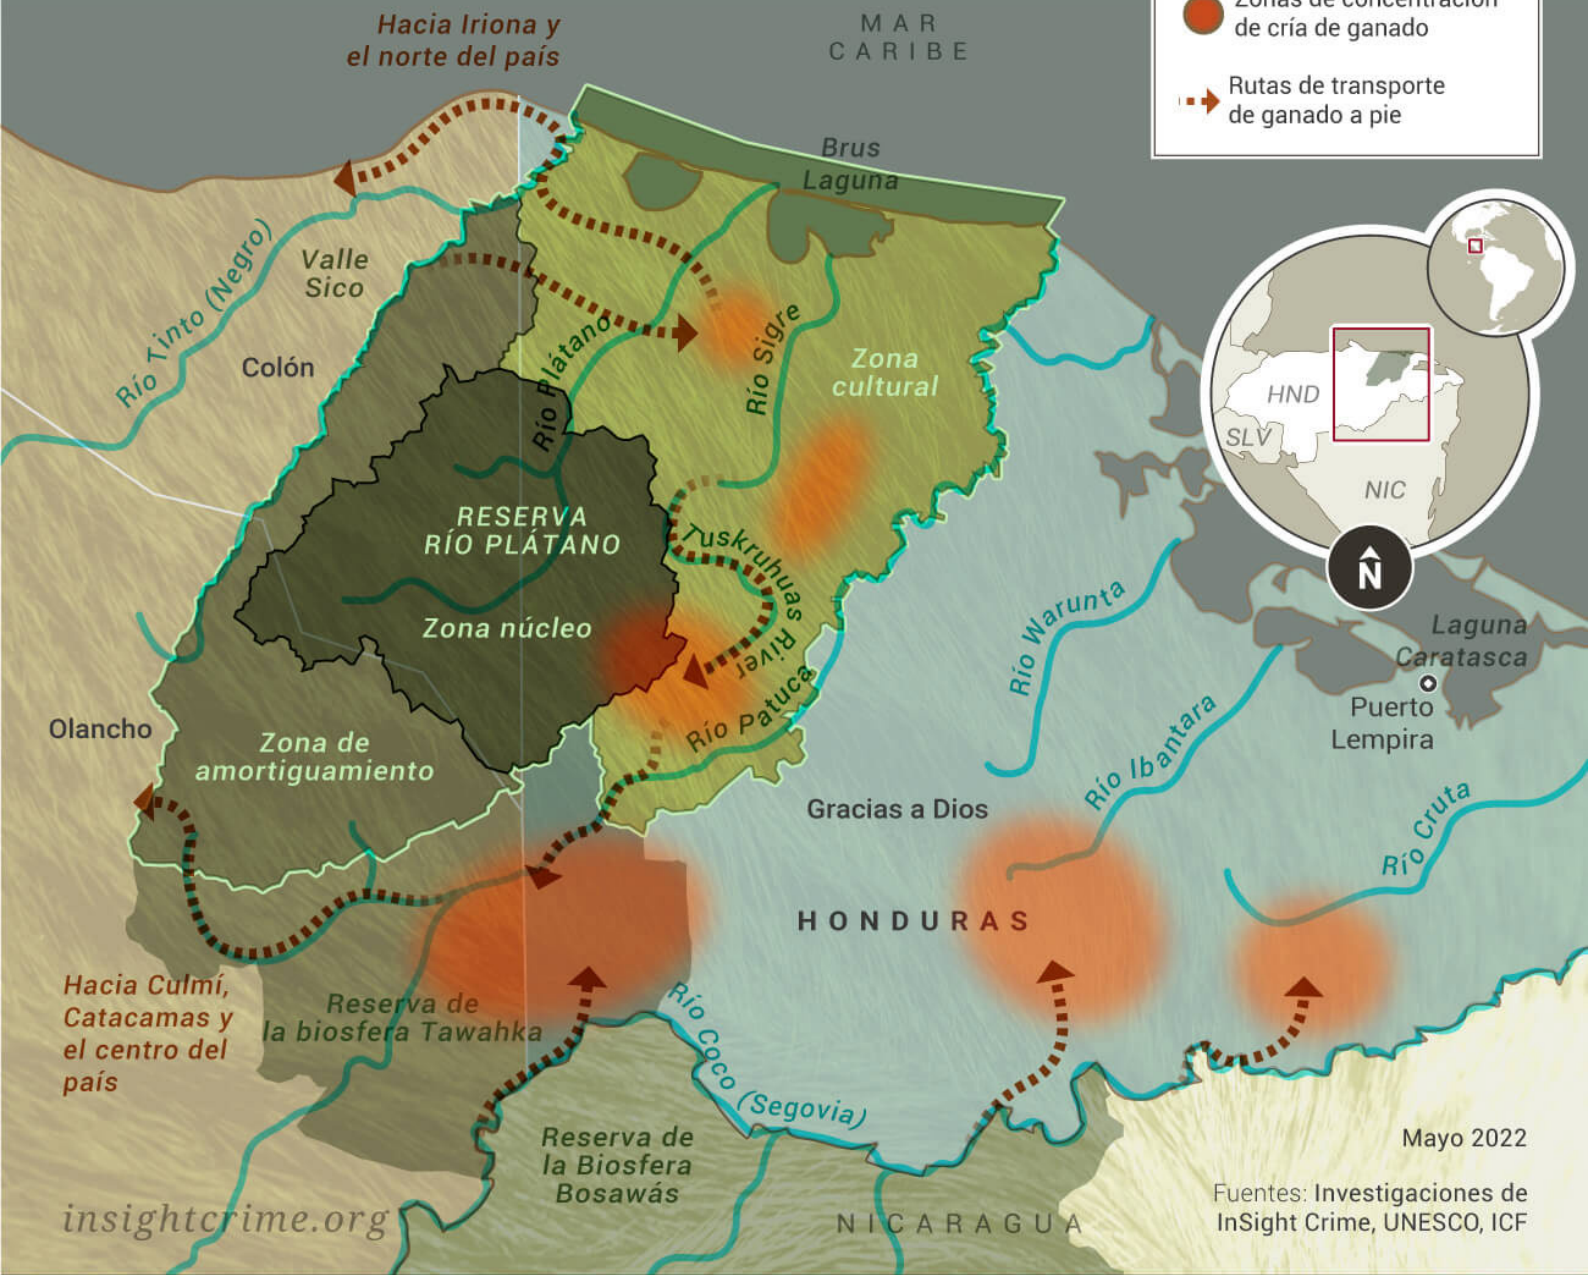 Zonas de concentración
de cría de ganado
Rutas de transporte
de ganado a pie
Hacia Iriona y
el norte del país
MAR
CARIBE
Brus
Laguna
Río Tinto (Negro)
Valle
Sico
Colón
Río Plátano
Río Sigre
Zona
cultural
HND
SLV
NIC
N
RESERVA
RÍO PLÁTANO
Zona núcleo
Tuskruhuas River
Río Patuca
Río Warunta
Río Ibantara
Laguna
Caratasca
Puerto
Lempira
Olancho
Zona de
amortiguamiento
Gracias a Dios
Río Cruta
HONDURAS
Hacia Culmí,
Catacamas y
el centro del
país
Reserva de
la biosfera Tawahka
Río Coco (Segovia)
Reserva de
la Biosfera
Bosawás
NICARAGUA
insightcrime.org
Mayo 2022
Fuentes: Investigaciones de
InSight Crime, UNESCO, ICF